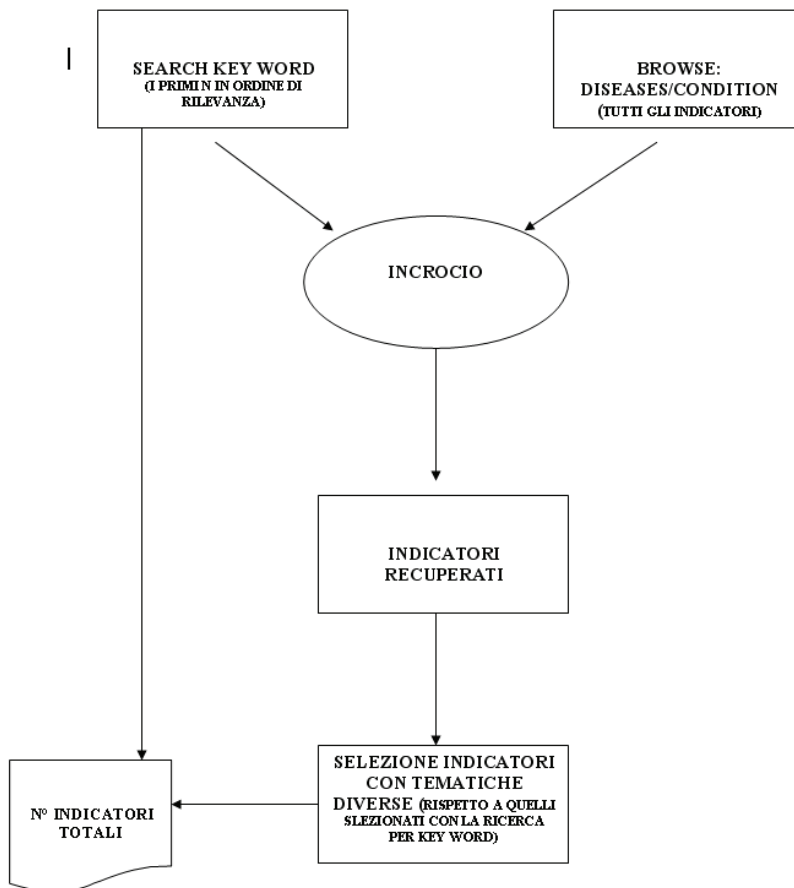 SEARCH KEY WORD
(I PRIMI N IN ORDINE DI
RILEVANZA)
BROWSE:
DISEASES/CONDITION
(TUTTI GLI INDICATORI)
INCROCIO
INDICATORI
RECUPERATI
SELEZIONE INDICATORI
CON TEMATICHE
DIVERSE (RISPETTO A QUELLI
SLEZIONATI CON LA RICERCA
PER KEY WORD)
N° INDICATORI
TOTALI